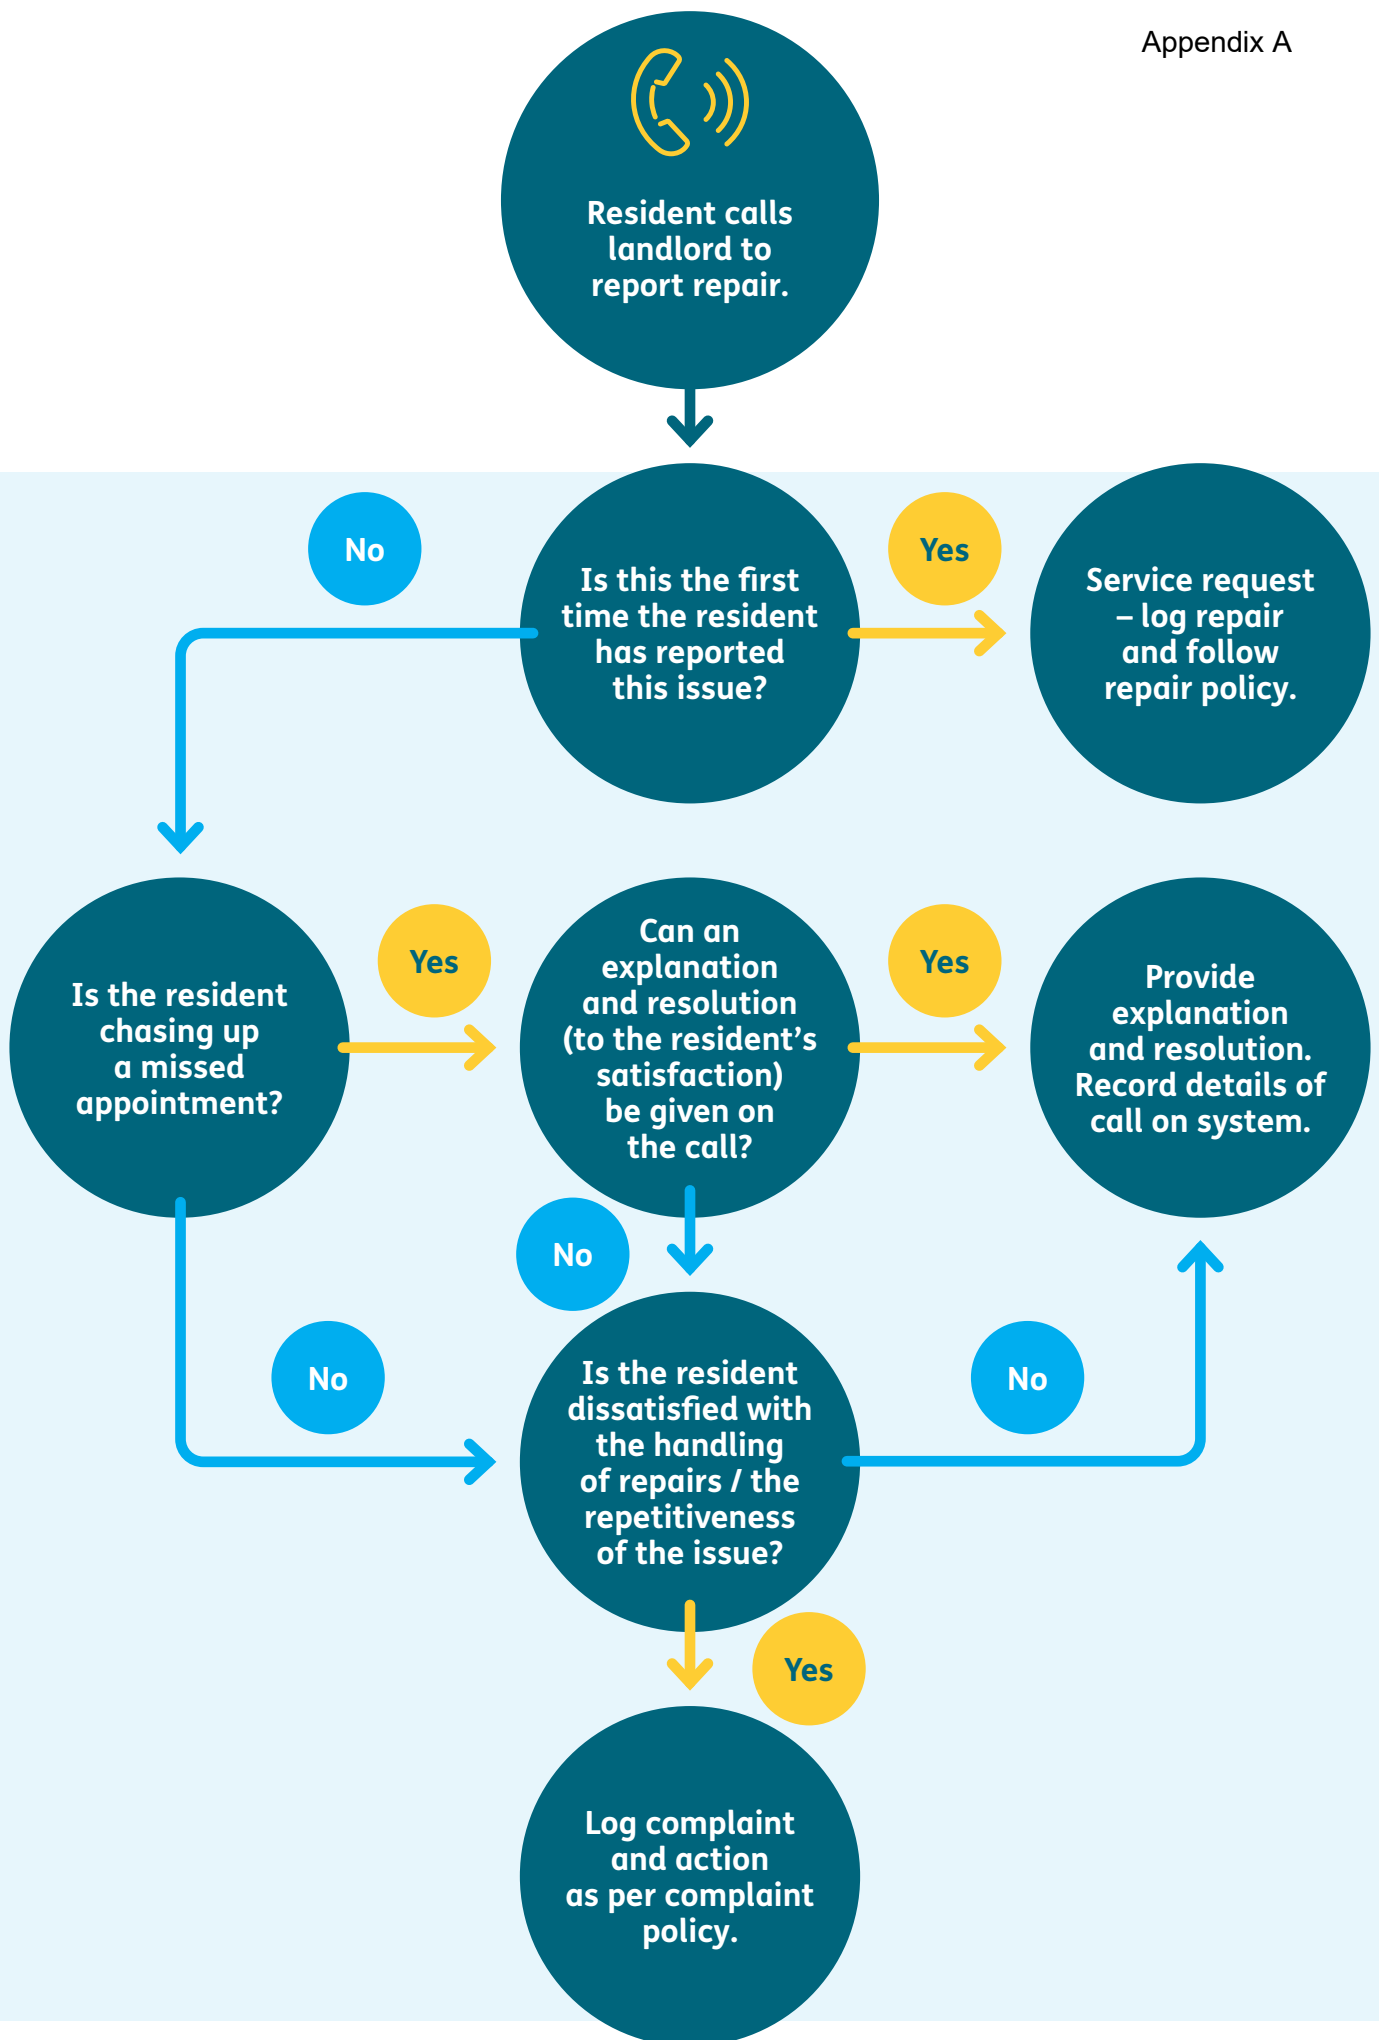 Appendix A
Resident calls
landlord to
report repair.
No
Is this the first
time the resident
has reported
this issue?
Yes
Service request
– log repair
and follow
repair policy.
Is the resident
chasing up
a missed
appointment?
Yes
Can an
explanation
and resolution
(to the resident’s
satisfaction)
be given on
the call?
Yes
Provide
explanation
and resolution.
Record details of
call on system.
No
No
Is the resident
dissatisfied with
the handling
of repairs / the
repetitiveness
of the issue?
No
Yes
Log complaint
and action
as per complaint
policy.